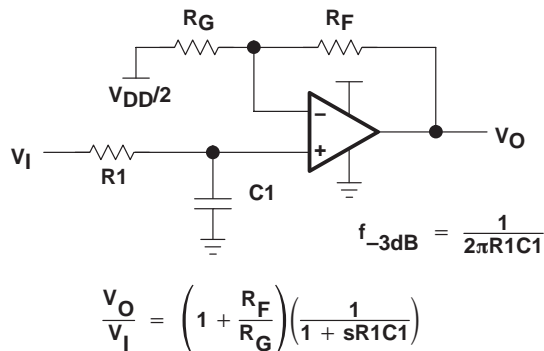 RG RF
VDD/2
−
+
VI
VO
R1
C1
f–3dB = 1 / 2πR1C1
VO / VI = (1 + RF / RG)(1 / 1 + sR1C1)